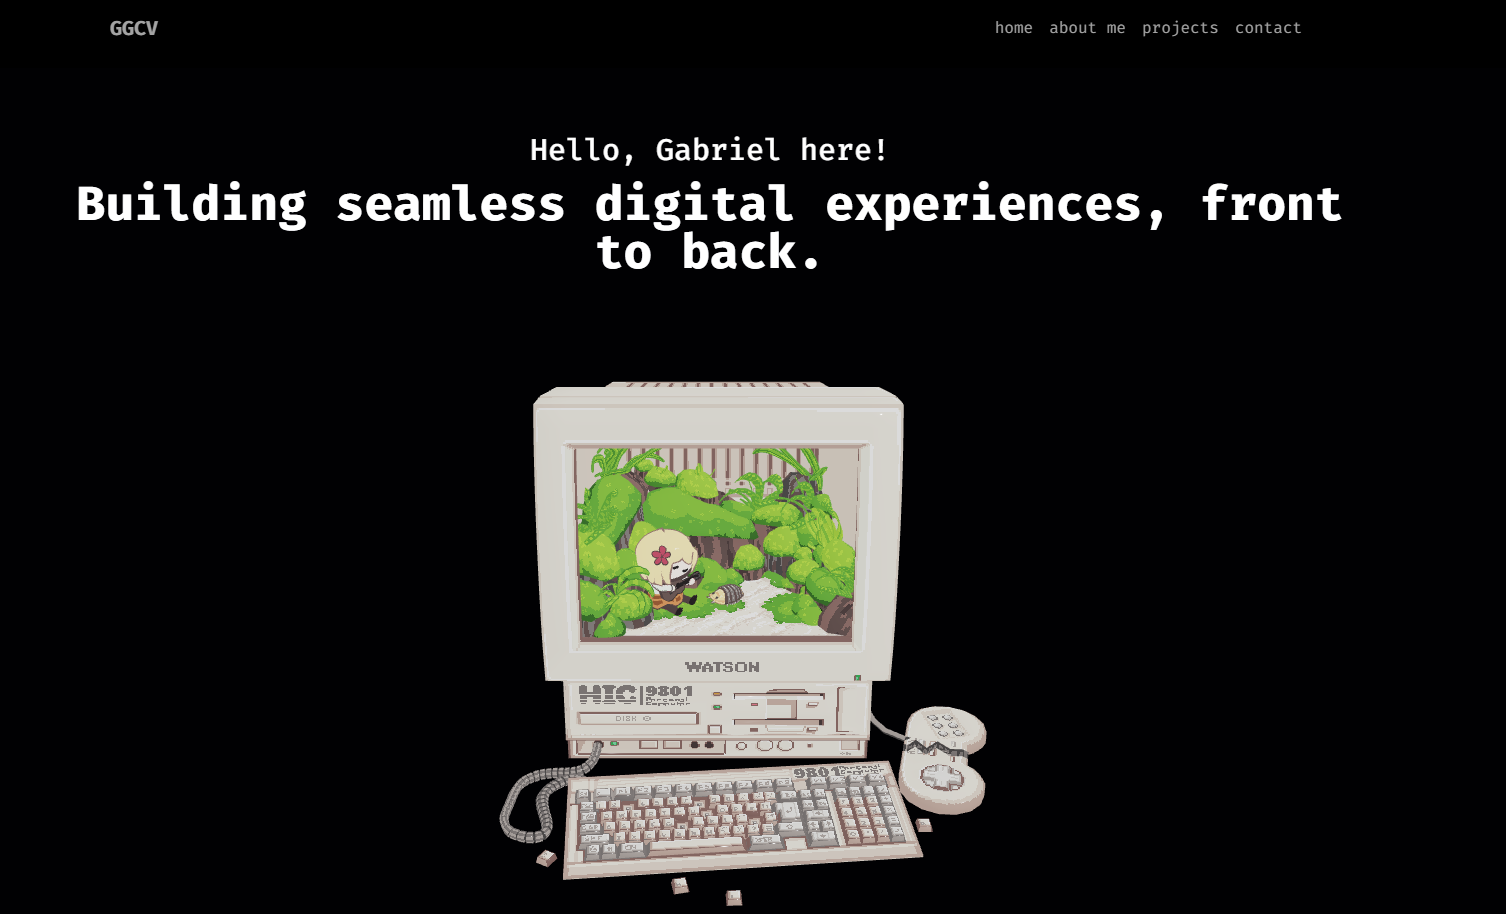 GGCV
home about me projects contact
Hello, Gabriel here!
Building seamless digital experiences, front
to back.
WATSON
HIC 9801
Personal
Computer
DISK
9801 Personal
Computer